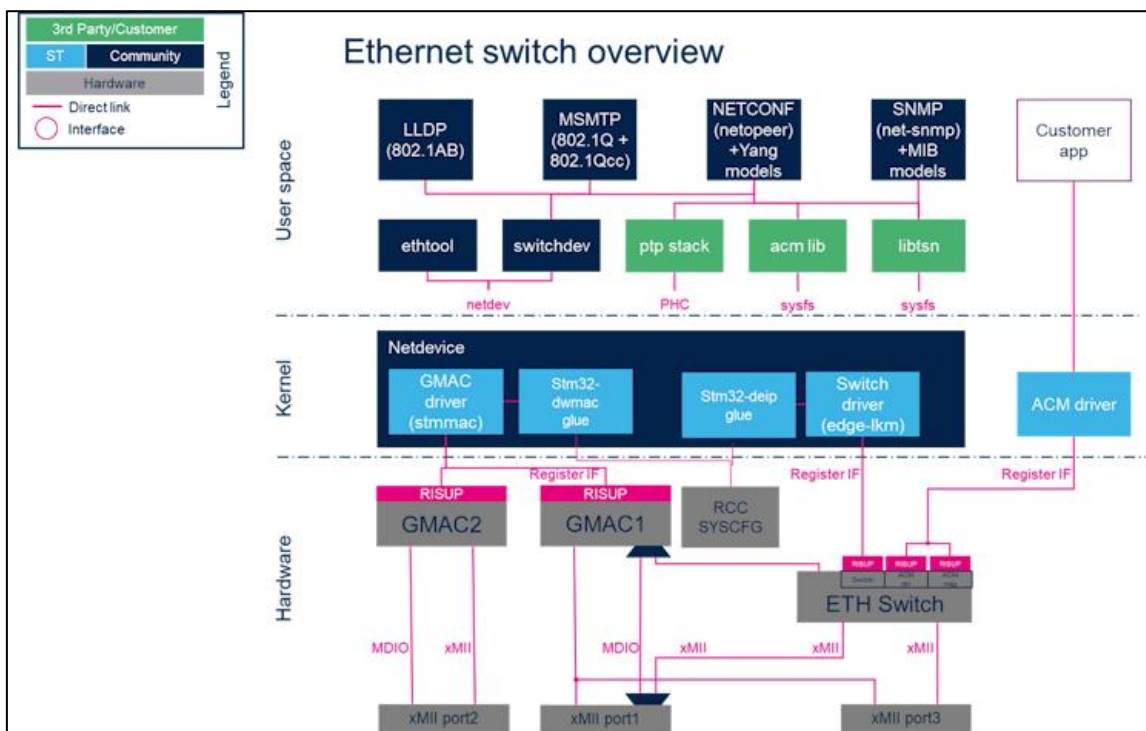 3rd Party/Customer
ST
Community
Hardware
Direct link
Interface
Legend
Ethernet switch overview
User space
LLDP
(802.1AB)
MSMTP
(802.1Q +
802.1Qcc)
NETCONF
(netopeer)
+Yang
models
SNMP
(net-snmp)
+MIB
models
Customer
app
ethtool
switchdev
ptp stack
acm lib
libtsn
netdev
PHC
sysfs
sysfs
Kernel
Netdevice
GMAC
driver
(stmmac)
Stm32-
dwmac
glue
Stm32-deip
glue
Switch
driver
(edge-lkm)
ACM driver
Hardware
Register IF
Register IF
Register IF
RISUP
GMAC2
RISUP
GMAC1
RCC
SYSCFG
RISUP
RISUP
RISUP
Switch
ACM
ACM
ETH Switch
MDIO
xMII
MDIO
xMII
xMII
xMII
xMII port2
xMII port1
xMII port3